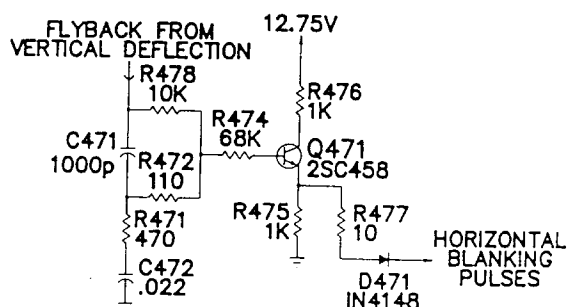 FLYBACK FROM
VERTICAL DEFLECTION
12.75V
R478
10K
R476
1K
R474
68K
C471
1000p
R472
110
Q471
2SC458
R471
470
R475
1K
R477
10
C472
.022
D471
IN4148
HORIZONTAL
BLANKING
PULSES